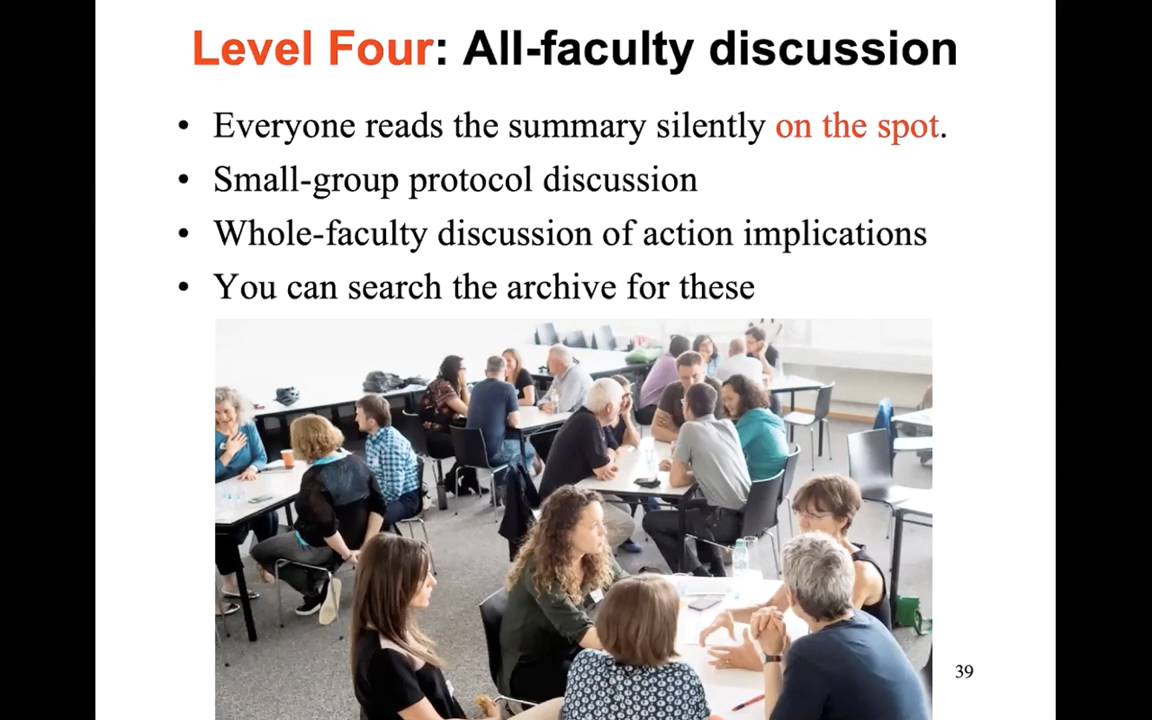 Level Four: All-faculty discussion
• Everyone reads the summary silently on the spot.
• Small-group protocol discussion
• Whole-faculty discussion of action implications
• You can search the archive for these
39